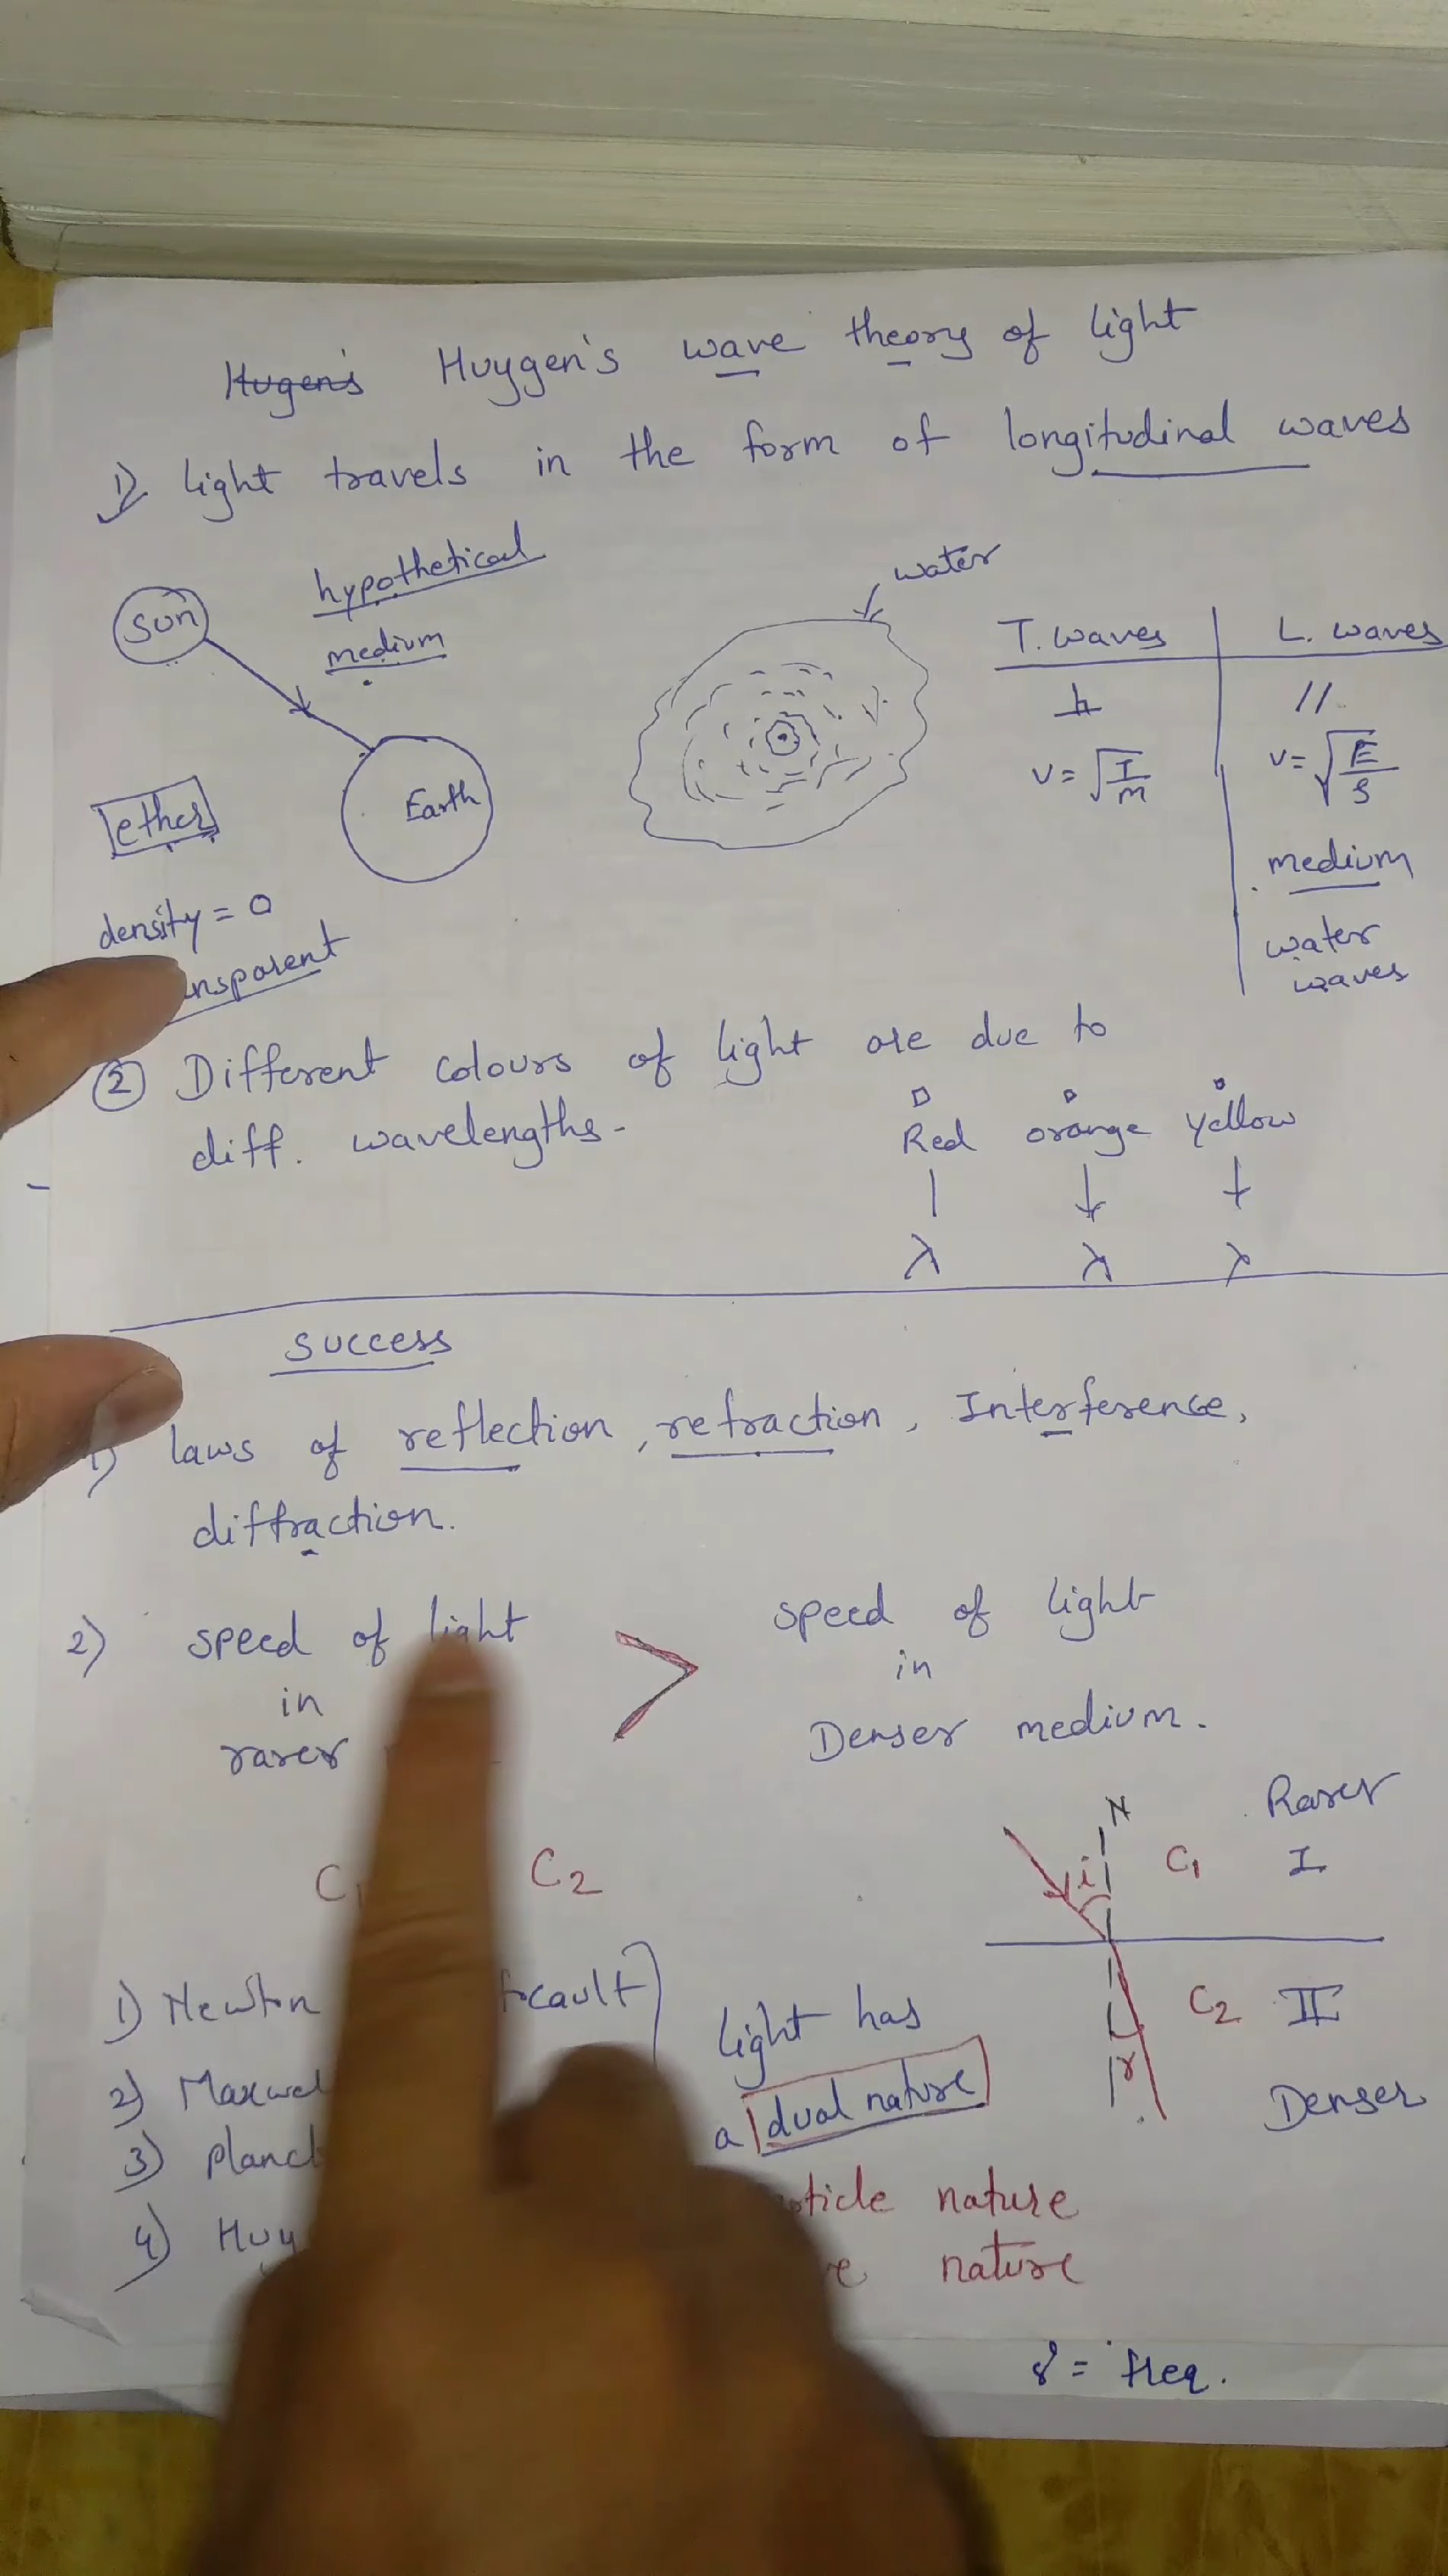 Hugen's Huygen's wave theory of light
1) light travels in the form of longitudinal waves
hypothetical
medium
Sun
Earth
ether
density = 0
water
T. waves
L. waves
//
v = √T/m
v = √E/ρ
medium
water
waves
② Different colours of light are due to
diff. wavelengths.
Red orange yellow
λ λ λ
success
1) laws of reflection, refraction, Interference,
diffraction.
2) speed of light
in
rarer
>
speed of light
in
Denser medium.
C2
N
i
C1
Rarer
I
C2
II
r
Denser
1) Newton
2)
3)
4)
light has
a dual nature
nature
nature
= freq.